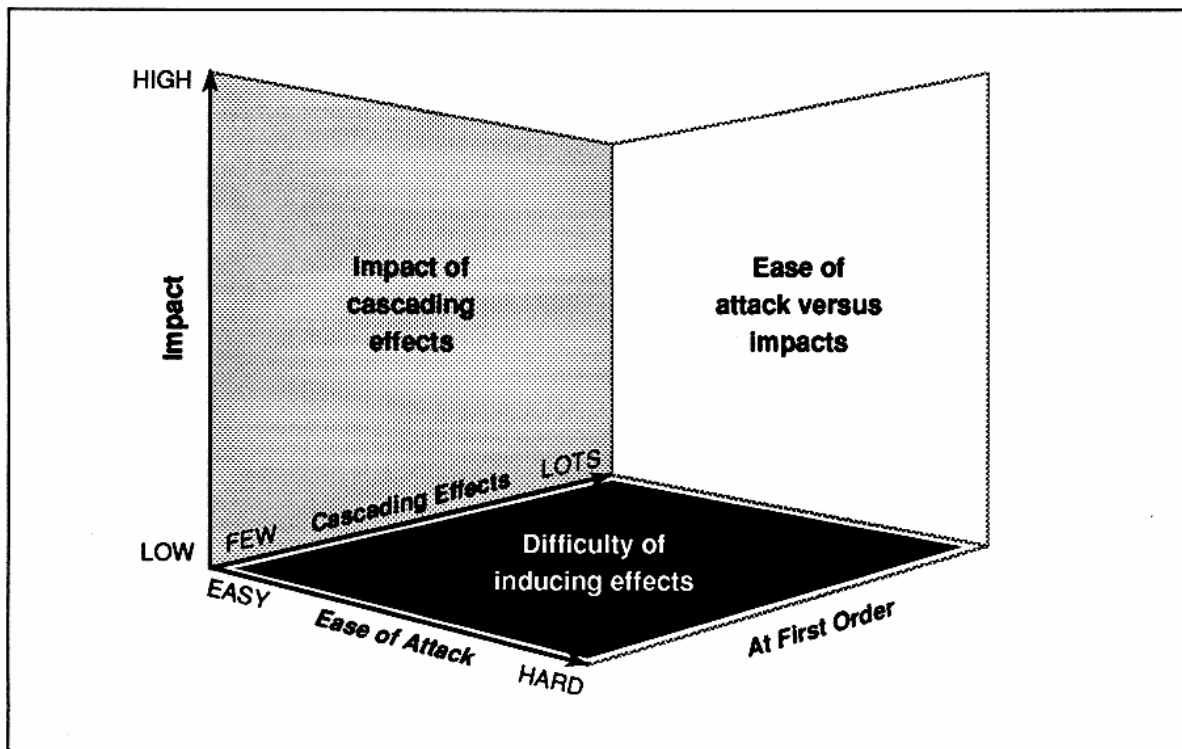 HIGH
Impact of
cascading
effects
Ease of
attack versus
impacts
Impact
LOTS
Cascading Effects
FEW
LOW
Difficulty of
inducing effects
EASY
Ease of Attack
HARD
At First Order